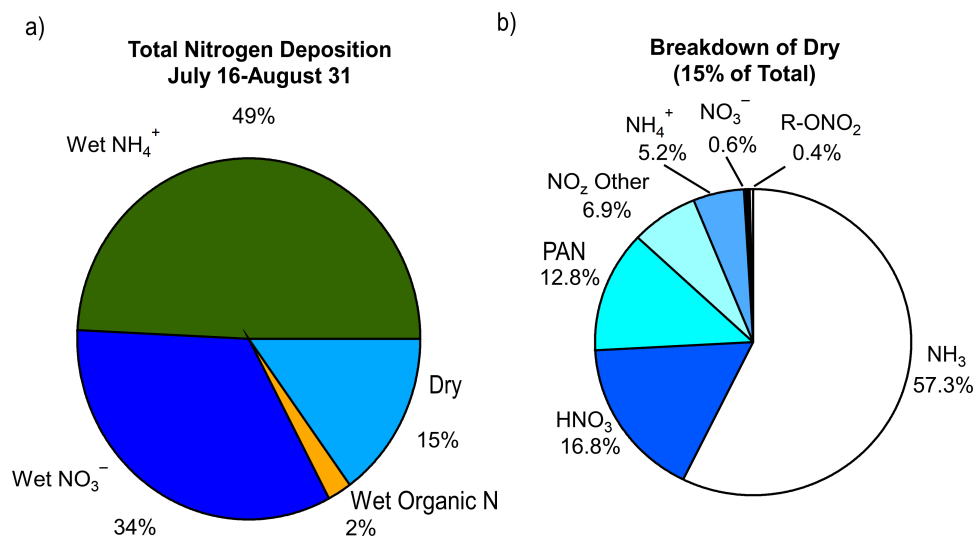 a)
Total Nitrogen Deposition
July 16-August 31
49%
Wet NH₄⁺
Dry
15%
Wet Organic N
2%
Wet NO₃⁻
34%
b)
Breakdown of Dry
(15% of Total)
NO₃⁻
0.6%
R-ONO₂
0.4%
NH₄⁺
5.2%
NO_z Other
6.9%
PAN
12.8%
NH₃
57.3%
HNO₃
16.8%